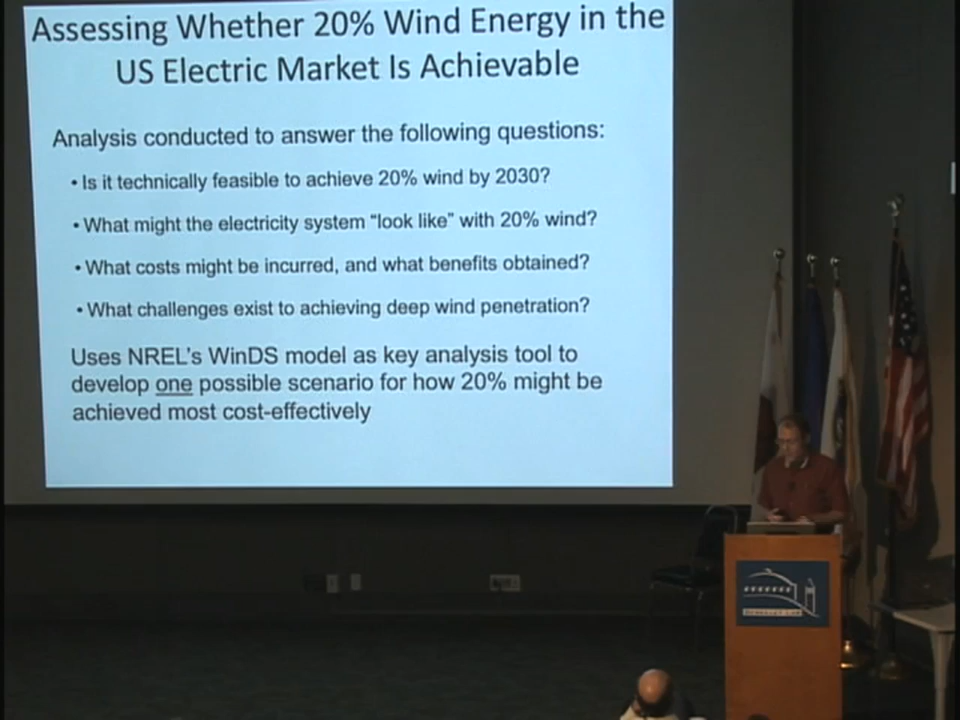 Assessing Whether 20% Wind Energy in the
US Electric Market Is Achievable
Analysis conducted to answer the following questions:
• Is it technically feasible to achieve 20% wind by 2030?
• What might the electricity system “look like” with 20% wind?
• What costs might be incurred, and what benefits obtained?
• What challenges exist to achieving deep wind penetration?
Uses NREL’s WinDS model as key analysis tool to
develop one possible scenario for how 20% might be
achieved most cost-effectively